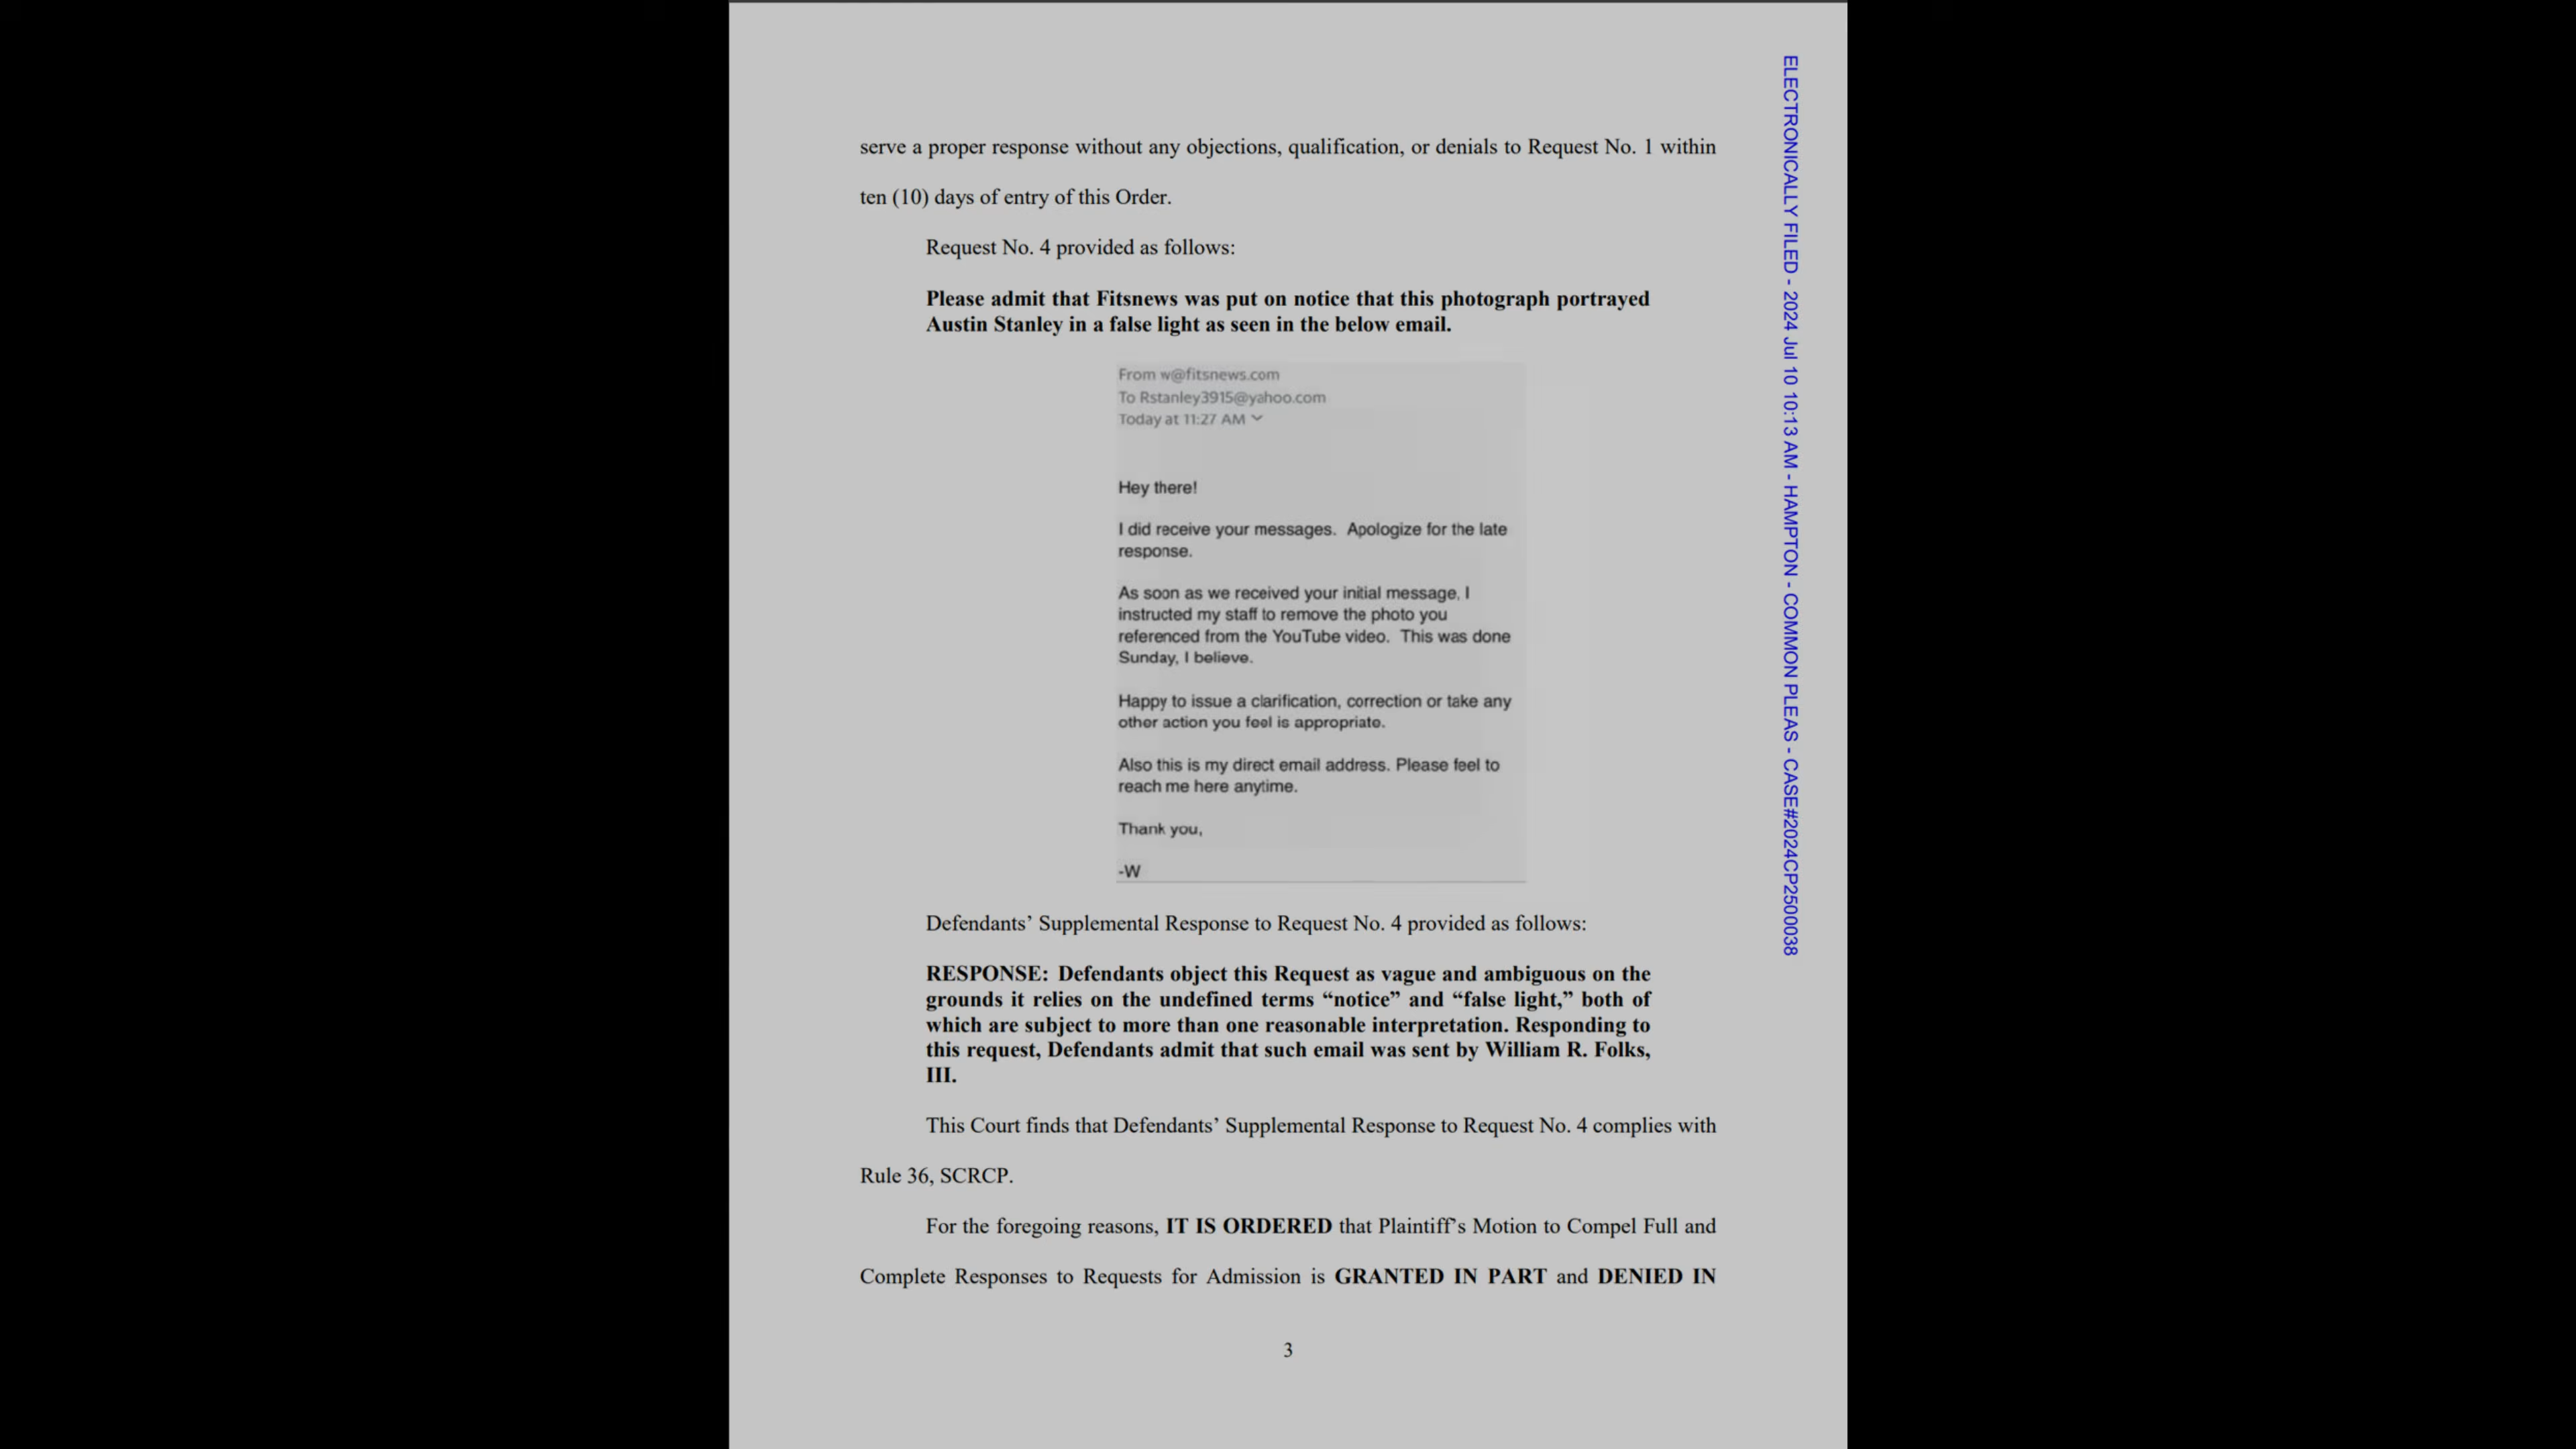 serve a proper response without any objections, qualification, or denials to Request No. 1 within
ten (10) days of entry of this Order.
Request No. 4 provided as follows:
Please admit that Fitsnews was put on notice that this photograph portrayed
Austin Stanley in a false light as seen in the below email.
From w@fitsnews.com
To Rstanley3915@yahoo.com
Today at 11:27 AM
Hey there!
I did receive your messages.  Apologize for the late
response.
As soon as we received your initial message, I
instructed my staff to remove the photo you
referenced from the YouTube video.  This was done
Sunday, I believe.
Happy to issue a clarification, correction or take any
other action you feel is appropriate.
Also this is my direct email address. Please feel to
reach me here anytime.
Thank you,
-W
Defendants’ Supplemental Response to Request No. 4 provided as follows:
RESPONSE: Defendants object this Request as vague and ambiguous on the
grounds it relies on the undefined terms “notice” and “false light,” both of
which are subject to more than one reasonable interpretation. Responding to
this request, Defendants admit that such email was sent by William R. Folks,
III.
This Court finds that Defendants’ Supplemental Response to Request No. 4 complies with
Rule 36, SCRCP.
For the foregoing reasons, IT IS ORDERED that Plaintiff’s Motion to Compel Full and
Complete Responses to Requests for Admission is GRANTED IN PART and DENIED IN
3
ELECTRONICALLY FILED - 2024 Jul 10 10:13 AM - HAMPTON - COMMON PLEAS - CASE#2024CP2500038